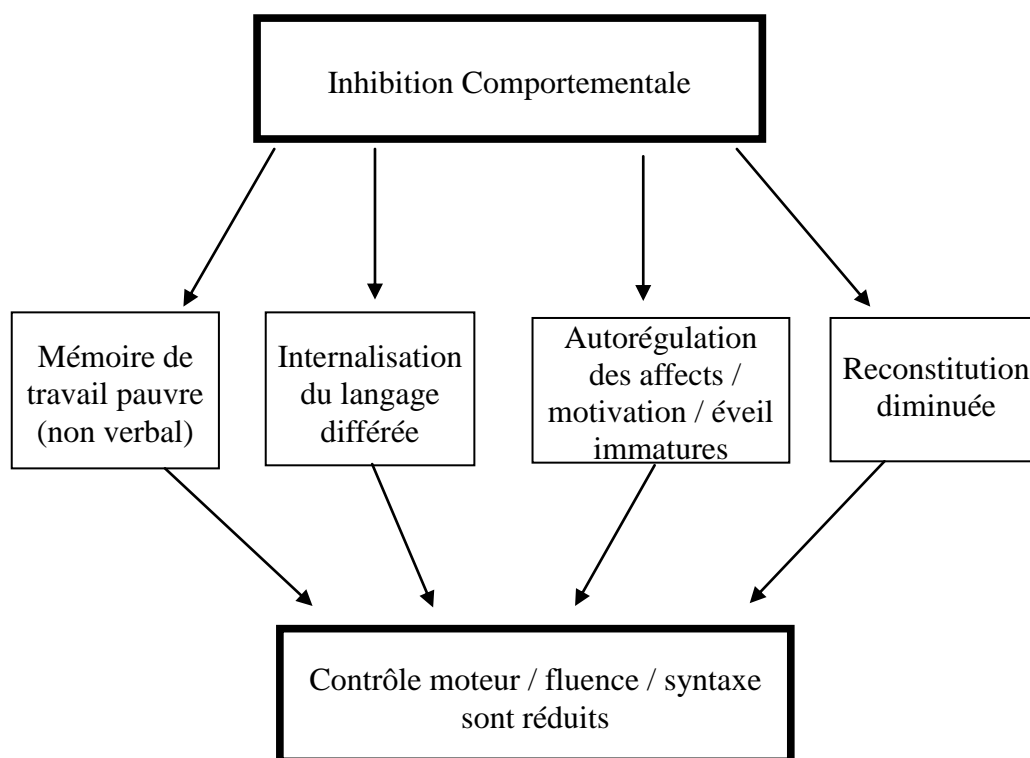 Inhibition Comportementale
Mémoire de
travail pauvre
(non verbal)
Internalisation
du langage
différée
Autorégulation
des affects /
motivation / éveil
immatures
Reconstitution
diminuée
Contrôle moteur / fluence / syntaxe
sont réduits